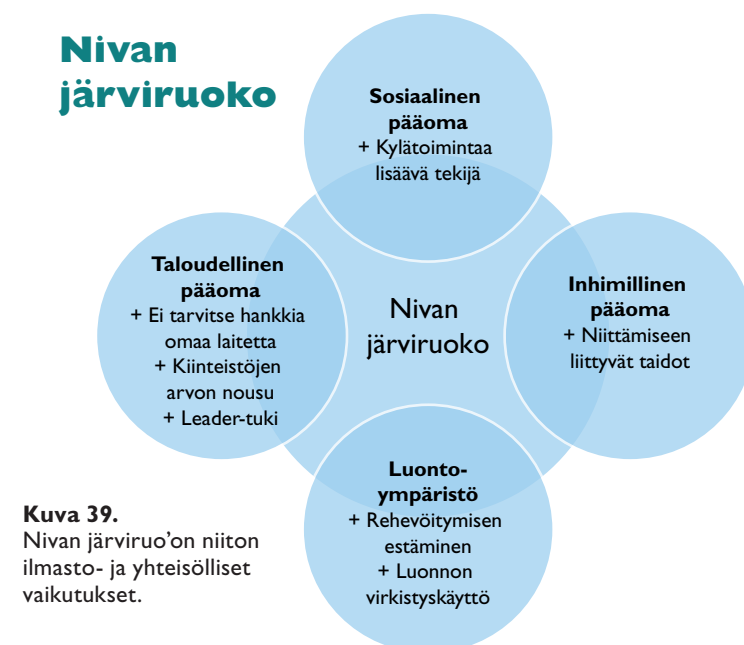 Nivan
järviruoko
Sosiaalinen
pääoma
+ Kylätoimintaa
lisäävä tekijä
Taloudellinen
pääoma
+ Ei tarvitse hankkia
omaa laitetta
+ Kiinteistöjen
arvon nousu
+ Leader-tuki
Nivan
järviruoko
Inhimillinen
pääoma
+ Niittämiseen
liittyvät taidot
Luonto-
ympäristö
+ Rehevöitymisen
estäminen
+ Luonnon
virkistyskäyttö
Kuva 39.
Nivan järviruo’on niiton
ilmasto- ja yhteisölliset
vaikutukset.